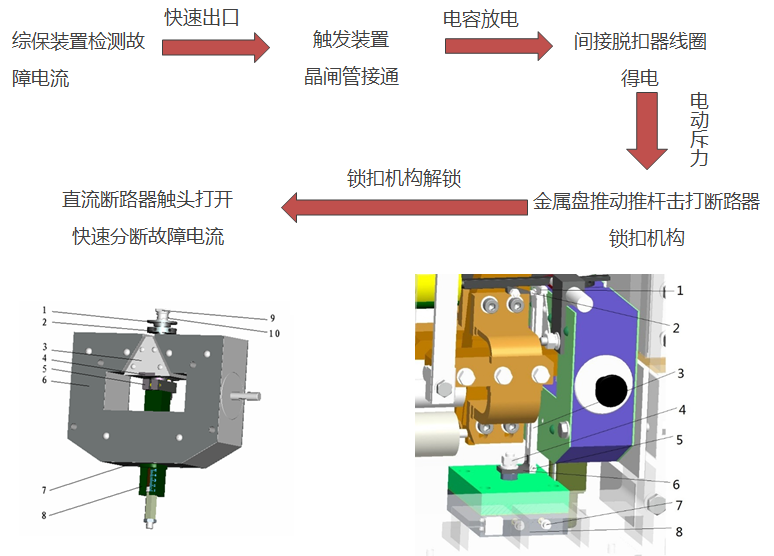 快速出口
电容放电
综保装置检测故
障电流
触发装置
晶闸管接通
间接脱扣器线圈
得电
电动斥力
锁扣机构解锁
直流断路器触头打开
快速分断故障电流
金属盘推动推杆击打断路器
锁扣机构
1
2
3
4
5
6
7
8
9
10
1
2
3
4
5
6
7
8